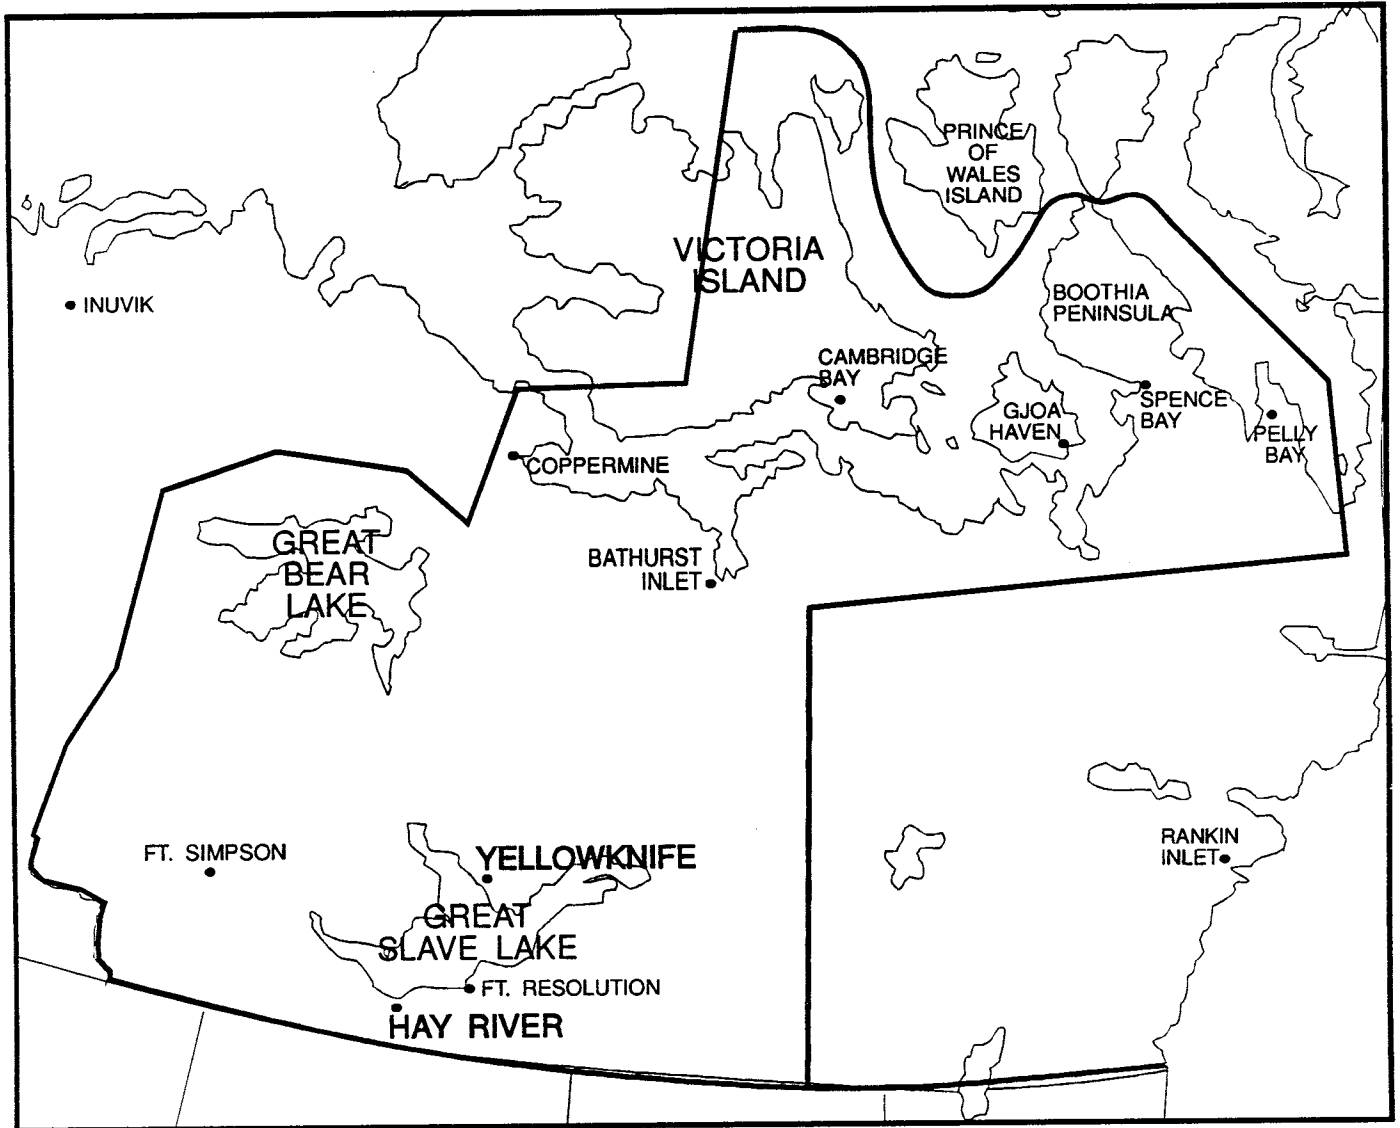 PRINCE
OF
WALES
ISLAND
VICTORIA
ISLAND
INUVIK
BOOTHIA
PENINSULA
CAMBRIDGE
BAY
SPENCE
BAY
GJOA
HAVEN
PELLY
BAY
COPPERMINE
GREAT
BEAR
LAKE
BATHURST
INLET
FT. SIMPSON
YELLOWKNIFE
RANKIN
INLET
GREAT
SLAVE LAKE
FT. RESOLUTION
HAY RIVER